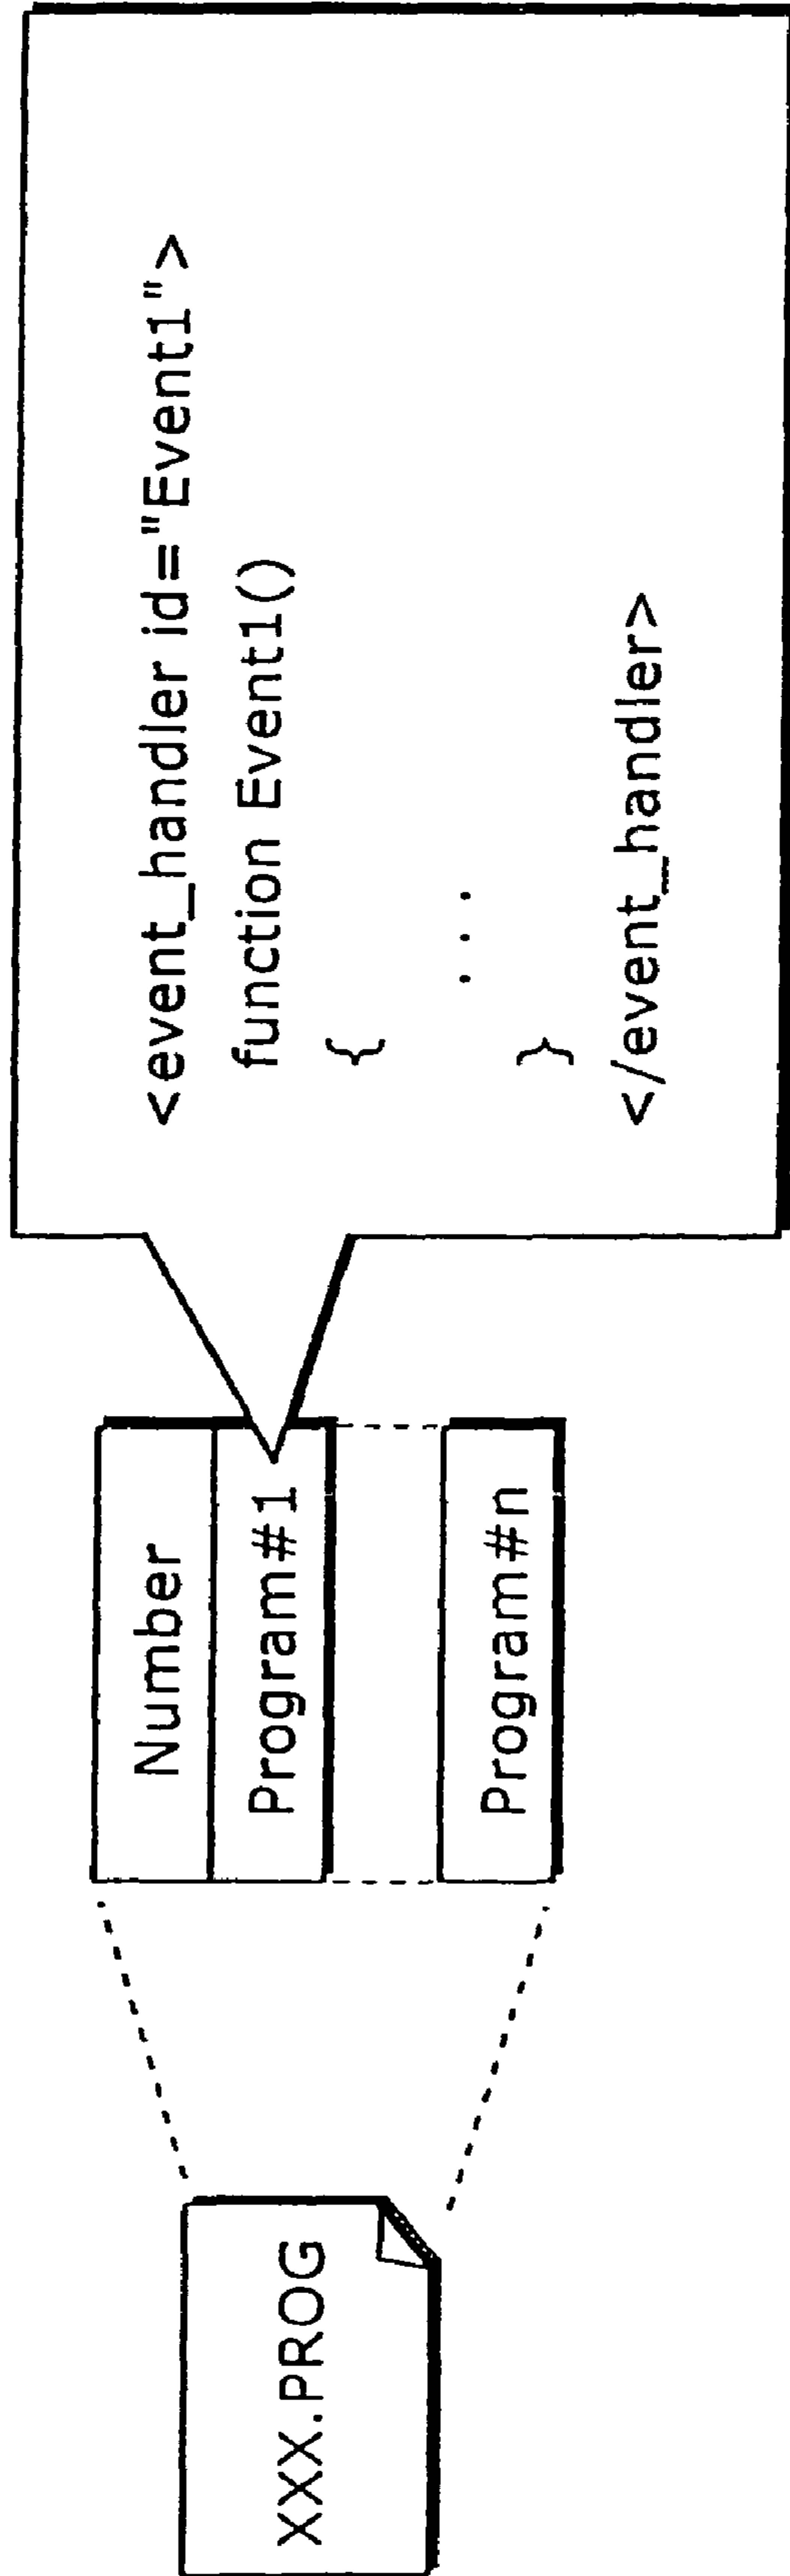 XXX.PROG
Number
Program#1
Program#n
<event_handler id="Event1">
function Event1()
{
...
}
</event_handler>